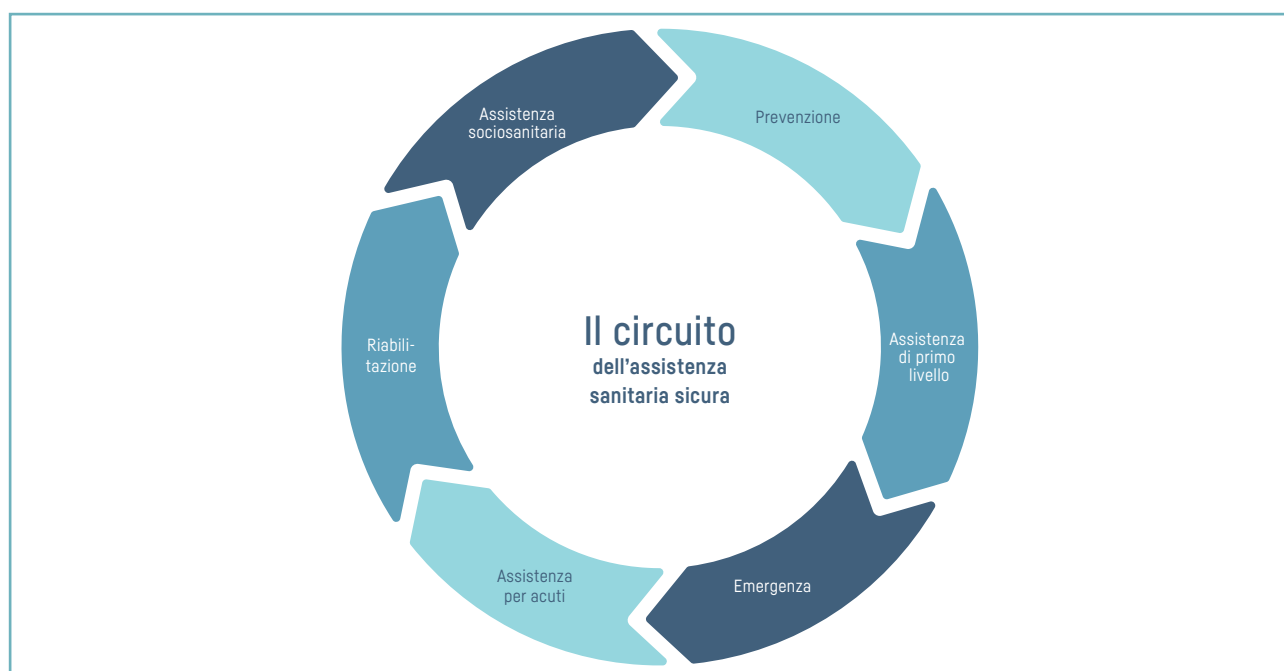 Il circuito
dell'assistenza
sanitaria sicura
Prevenzione
Assistenza
di primo
livello
Emergenza
Assistenza
per acuti
Riabili-
tazione
Assistenza
sociosanitaria